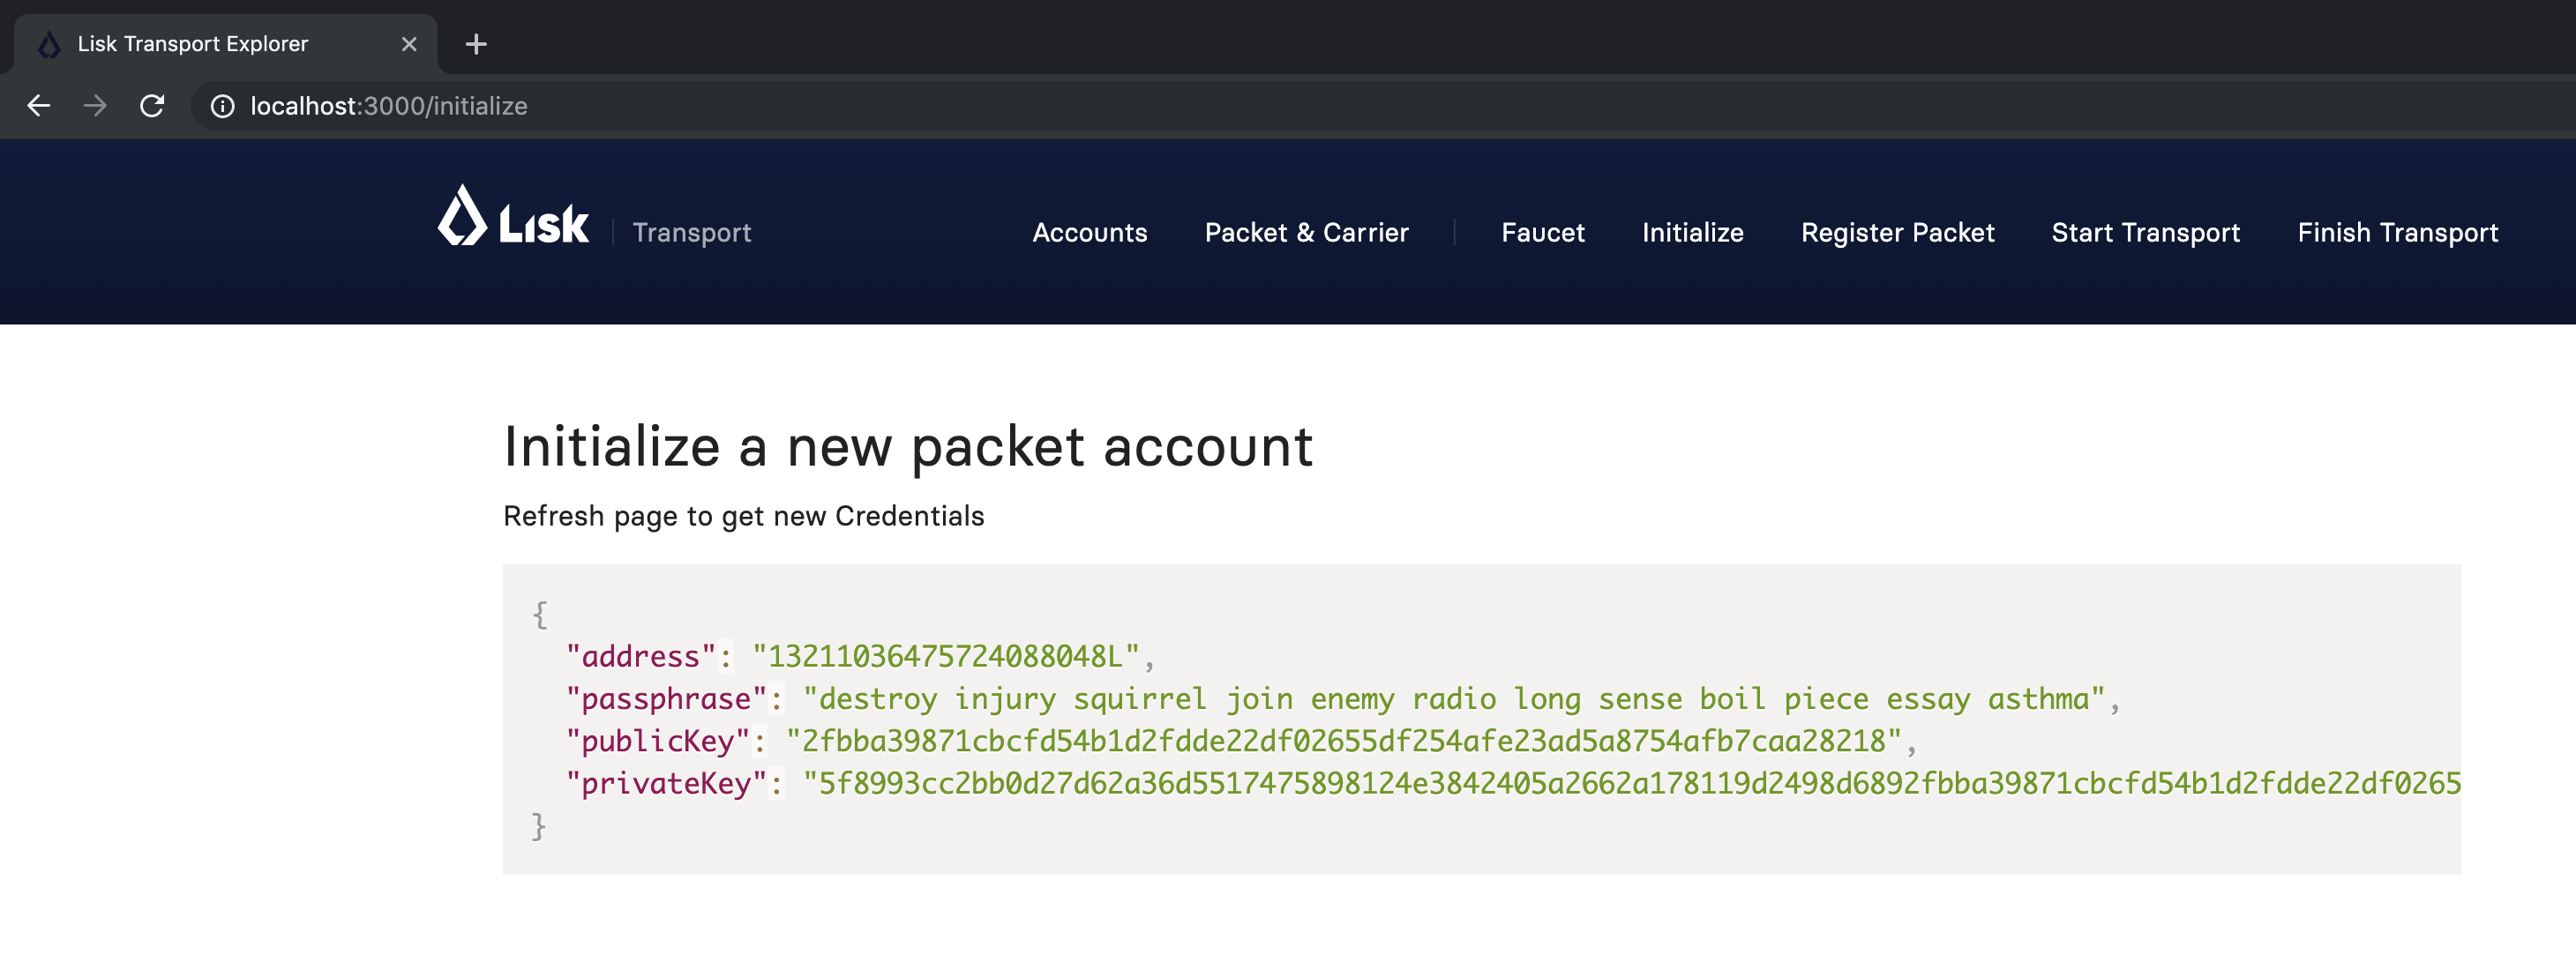 Lisk Transport Explorer
localhost:3000/initialize
Lisk Transport Accounts Packet & Carrier Faucet Initialize Register Packet Start Transport Finish Transport
Initialize a new packet account
Refresh page to get new Credentials
{
"address": "13211036475724088048L",
"passphrase": "destroy injury squirrel join enemy radio long sense boil piece essay asthma",
"publicKey": "2fbba39871cbcfd54b1d2fdde22df02655df254afe23ad5a8754afb7caa28218",
"privateKey": "5f8993cc2bb0d27d62a36d5517475898124e3842405a2662a178119d2498d6892fbba39871cbcfd54b1d2fdde22df0265
}